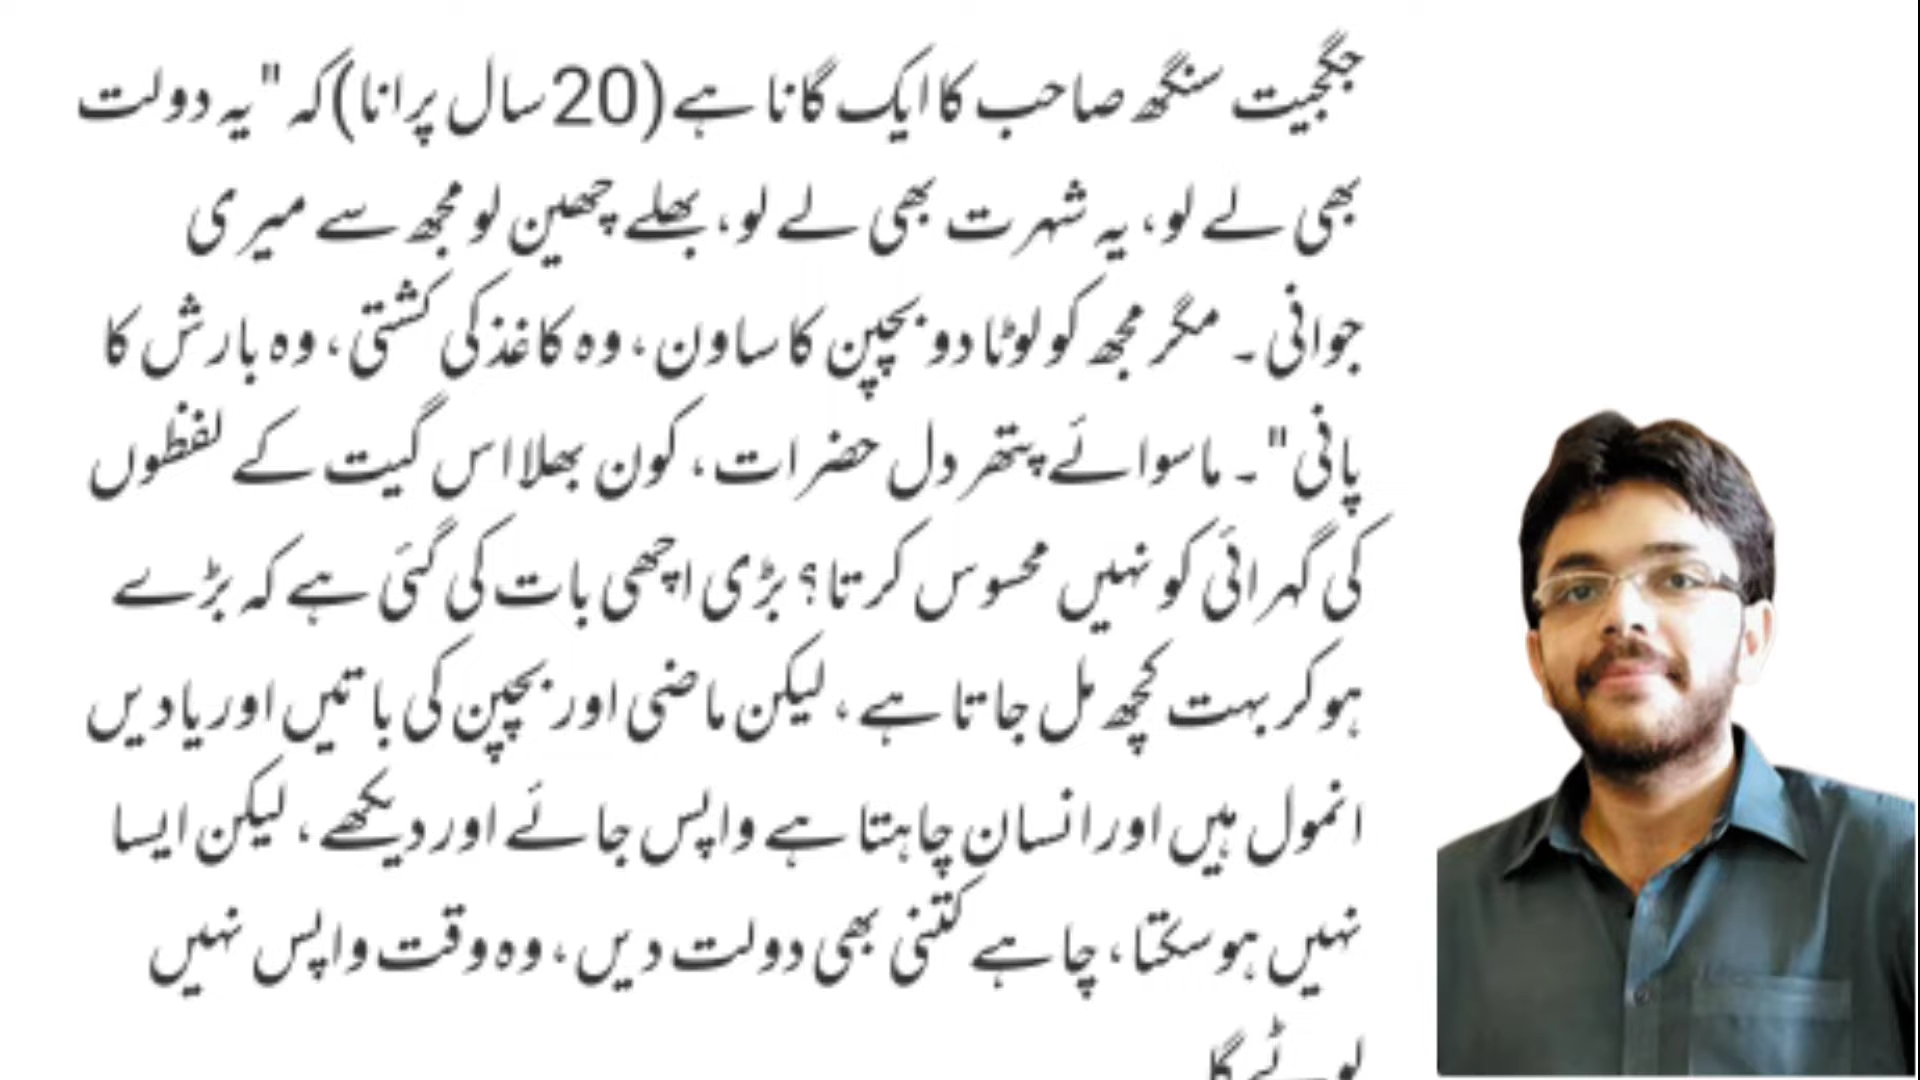 جگجیت سنگھ صاحب کا ایک گانا ہے (20 سال پرانا) کہ "یہ دولت
بھی لے لو، یہ شہرت بھی لے لو، بھلے چھین لو مجھ سے میری
جوانی۔ مگر مجھ کو لوٹا دو بچپن کا ساون، وہ کاغذ کی کشتی، وہ بارش کا
پانی"۔ ماسوائے پتھر دل حضرات، کون بھلا اس گیت کے لفظوں
کی گہرائی کو نہیں محسوس کرتا؟ بڑی اچھی بات کی گئی ہے کہ بڑے
ہو کر بہت کچھ مل جاتا ہے، لیکن ماضی اور بچپن کی باتیں اور یادیں
انمول ہیں اور انسان چاہتا ہے واپس جائے اور دیکھے، لیکن ایسا
نہیں ہو سکتا، چاہے کتنی بھی دولت دیں، وہ وقت واپس نہیں
لوٹے گا